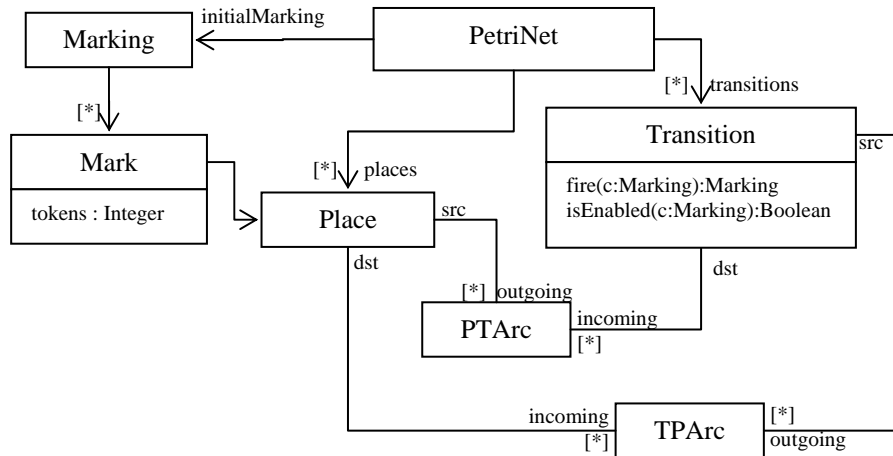 initialMarking
Marking
PetriNet
[*]
[*]
transitions
Transition
src
Mark
[*]
places
fire(c:Marking):Marking
isEnabled(c:Marking):Boolean
tokens : Integer
Place
src
dst
dst
[*]
outgoing
PTArc
incoming
[*]
incoming
[*]
TPArc
[*]
outgoing